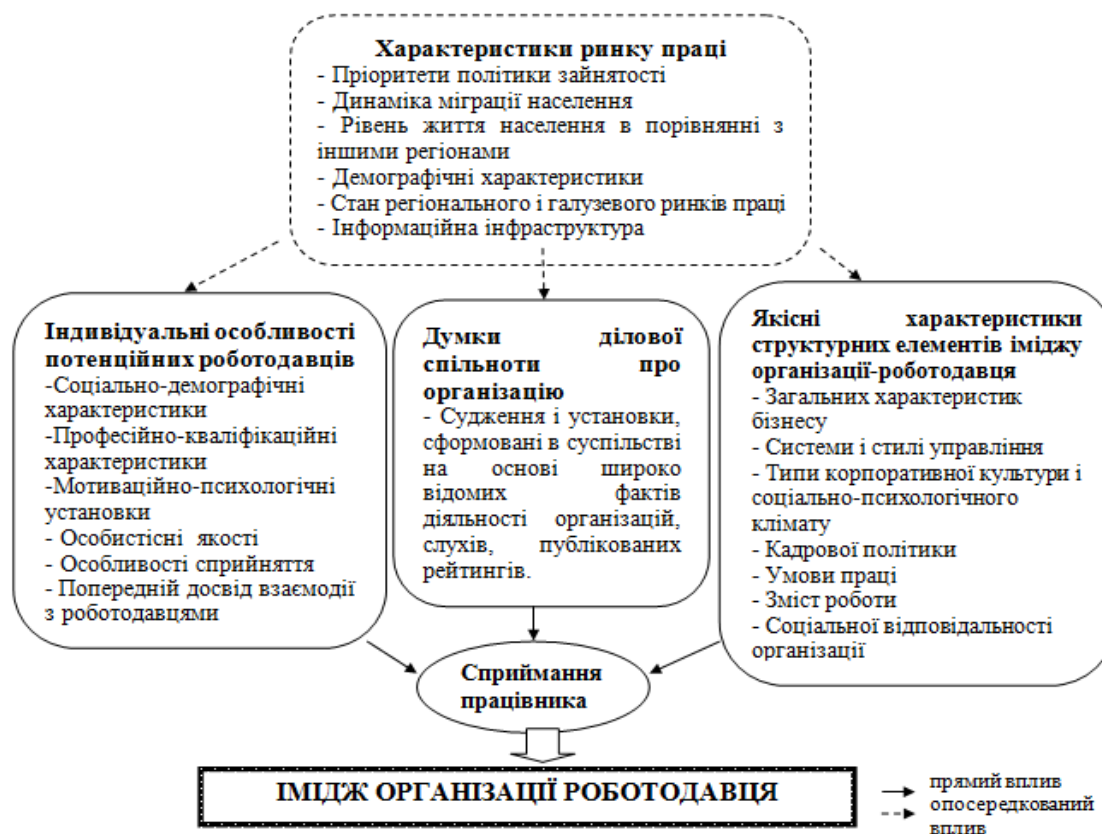 Характеристики ринку праці
- Пріоритети політики зайнятості
- Динаміка міграції населення
- Рівень життя населення в порівнянні з
іншими регіонами
- Демографічні характеристики
- Стан регіонального і галузевого ринків праці
- Інформаційна інфраструктура
Індивідуальні особливості
потенційних роботодавців
-Соціально-демографічні
характеристики
-Професійно-кваліфікаційні
характеристики
-Мотиваційно-психологічні
установки
- Особистісні якості
- Особливості сприйняття
- Попередній досвід взаємодії
з роботодавцями
Думки ділової
спільноти про
організацію
- Судження і установки,
сформовані в суспільстві
на основі широко
відомих фактів
діяльності організацій,
слухів, публікованих
рейтингів.
Якісні характеристики
структурних елементів іміджу
організації-роботодавця
- Загальних характеристик
бізнесу
- Системи і стилі управління
- Типи корпоративної культури і
соціально-психологічного
клімату
- Кадрової політики
- Умови праці
- Зміст роботи
- Соціальної відповідальності
організації
Сприймання
працівника
ІМІДЖ ОРГАНІЗАЦІЇ РОБОТОДАВЦЯ
прямий вплив
опосередкований
вплив